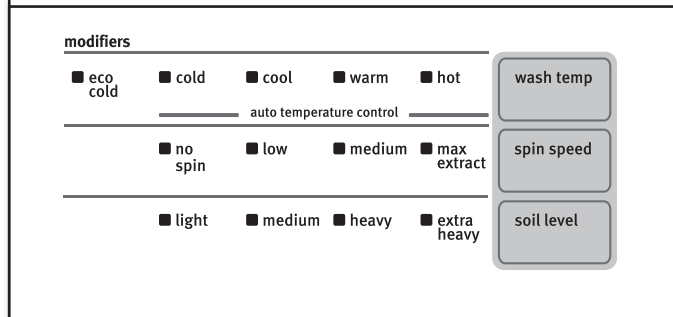 modifiers
eco cold cold cool warm hot wash temp
auto temperature control
no spin low medium max extract spin speed
light medium heavy extra heavy soil level